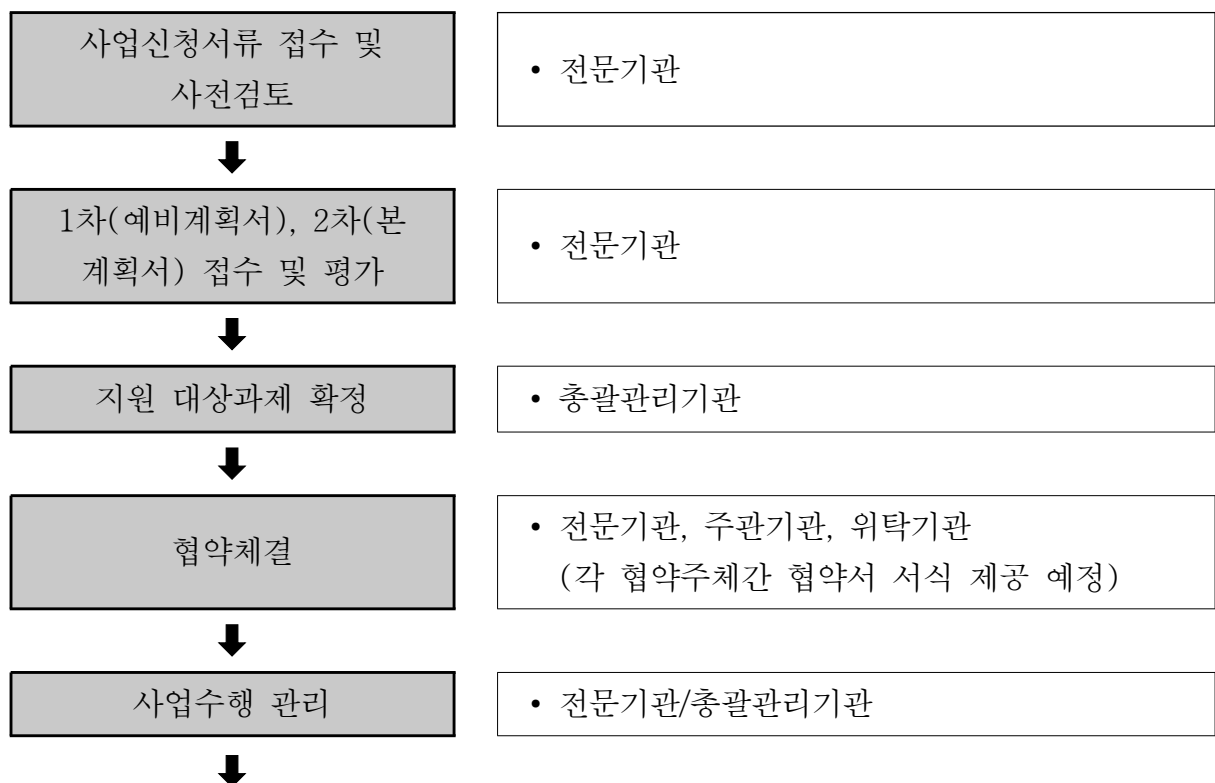 사업신청서류 접수 및
사전검토
• 전문기관
1차(예비계획서), 2차(본
계획서) 접수 및 평가
• 전문기관
지원 대상과제 확정
• 총괄관리기관
협약체결
• 전문기관, 주관기관, 위탁기관
(각 협약주체간 협약서 서식 제공 예정)
사업수행 관리
• 전문기관/총괄관리기관